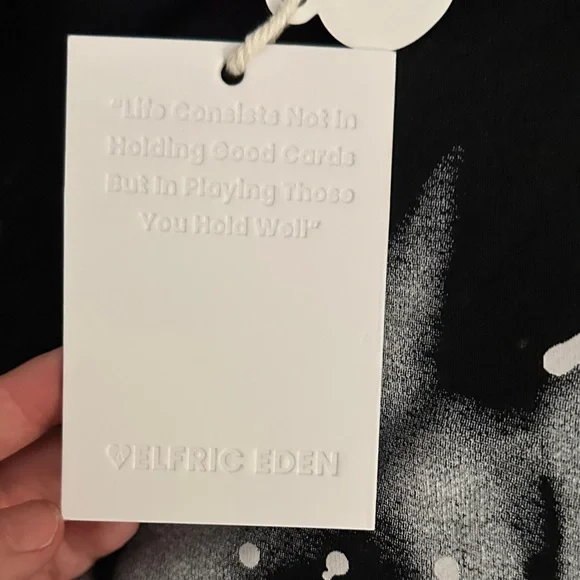 "Life Consists Not In
Holding Good Cards
But in Playing Those
You Hold Well"
ELFRIC EDEN